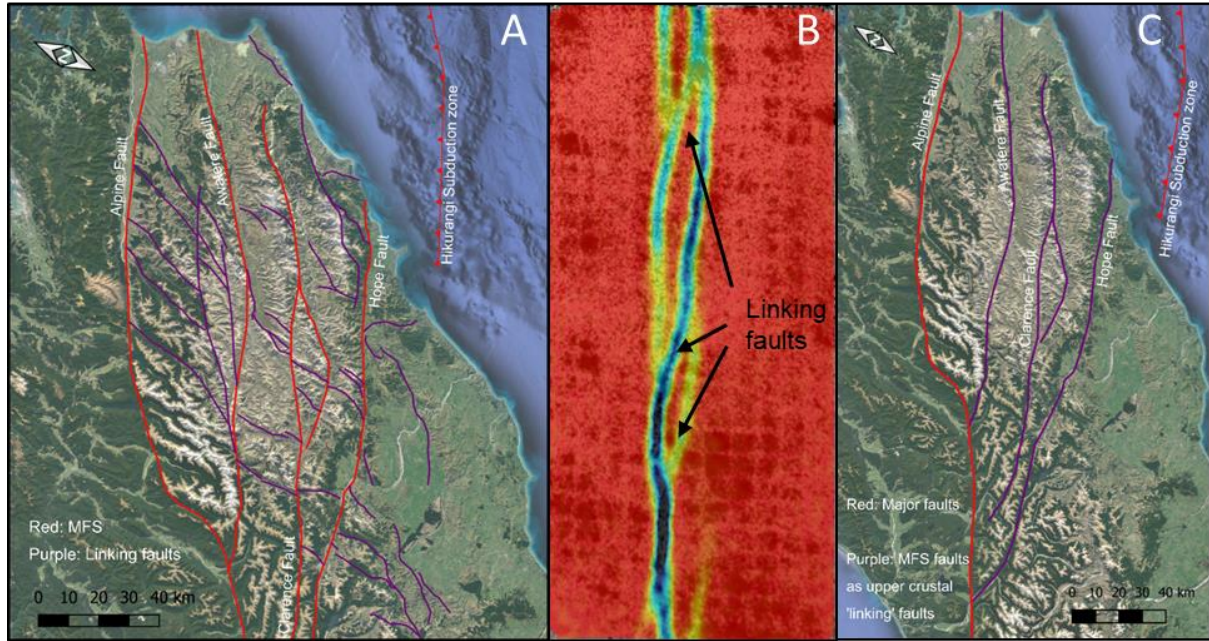 A
N
Alpine Fault
Awatere Fault
Hope Fault
Clarence Fault
Hikurangi Subduction zone
Red: MFS
Purple: Linking faults
0 10 20 30 40 km
B
Linking
faults
C
N
Alpine Fault
Awatere Fault
Clarence Fault
Hope Fault
Hikurangi Subduction zone
Red: Major faults
Purple: MFS faults
as upper crustal
'linking' faults
0 10 20 30 40 km